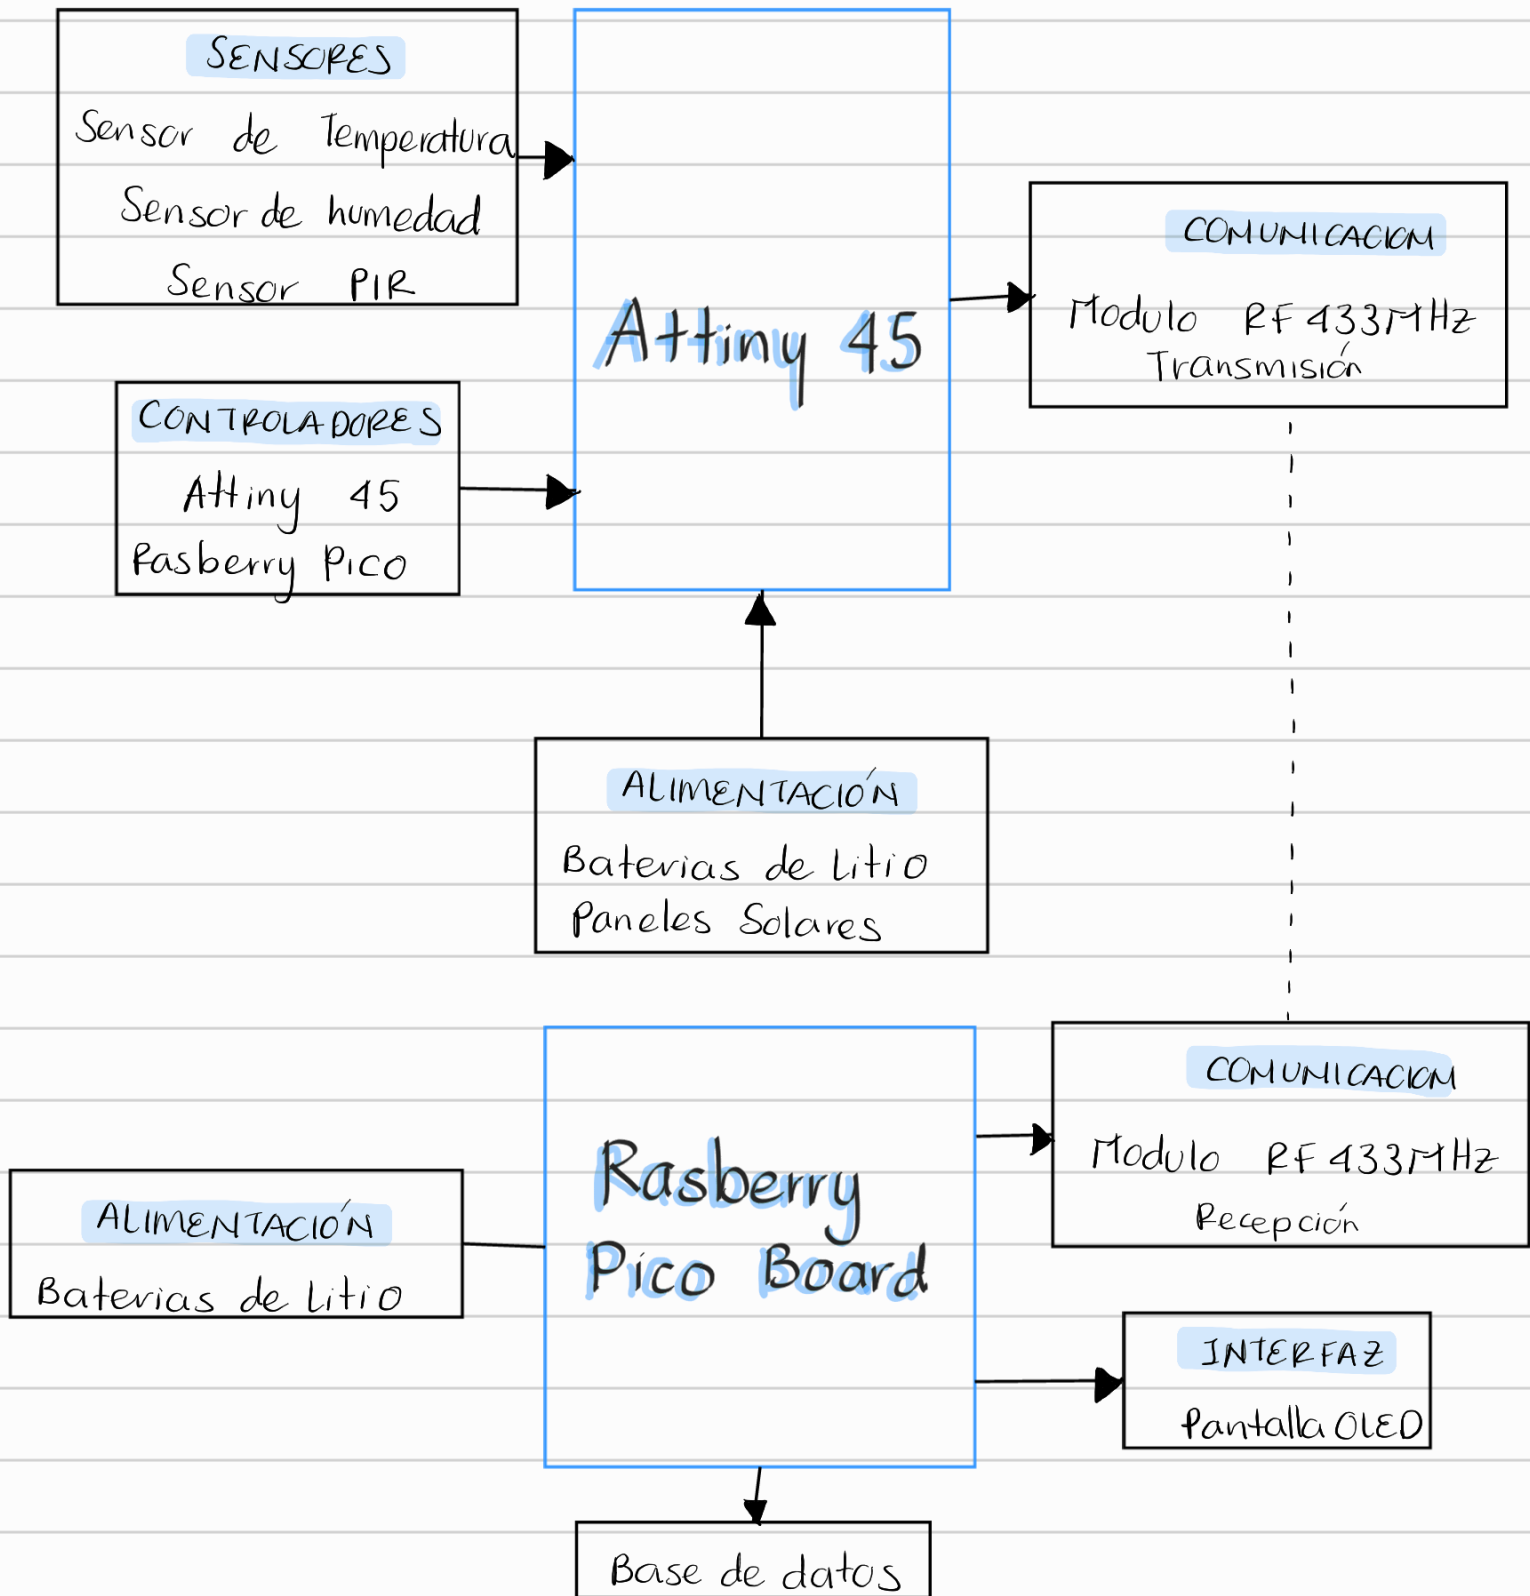 SENSORES
Sensor de Temperatura
Sensor de humedad
Sensor PIR
CONTROLADORES
Attiny 45
Rasberry Pico
Attiny 45
COMUNICACION
Modulo RF 433MHz
Transmisión
ALIMENTACIÓN
Baterias de Litio
Paneles Solares
ALIMENTACIÓN
Baterias de Litio
Rasberry
Pico Board
COMUNICACION
Modulo RF 433MHz
Recepción
INTERFAZ
Pantalla OLED
Base de datos